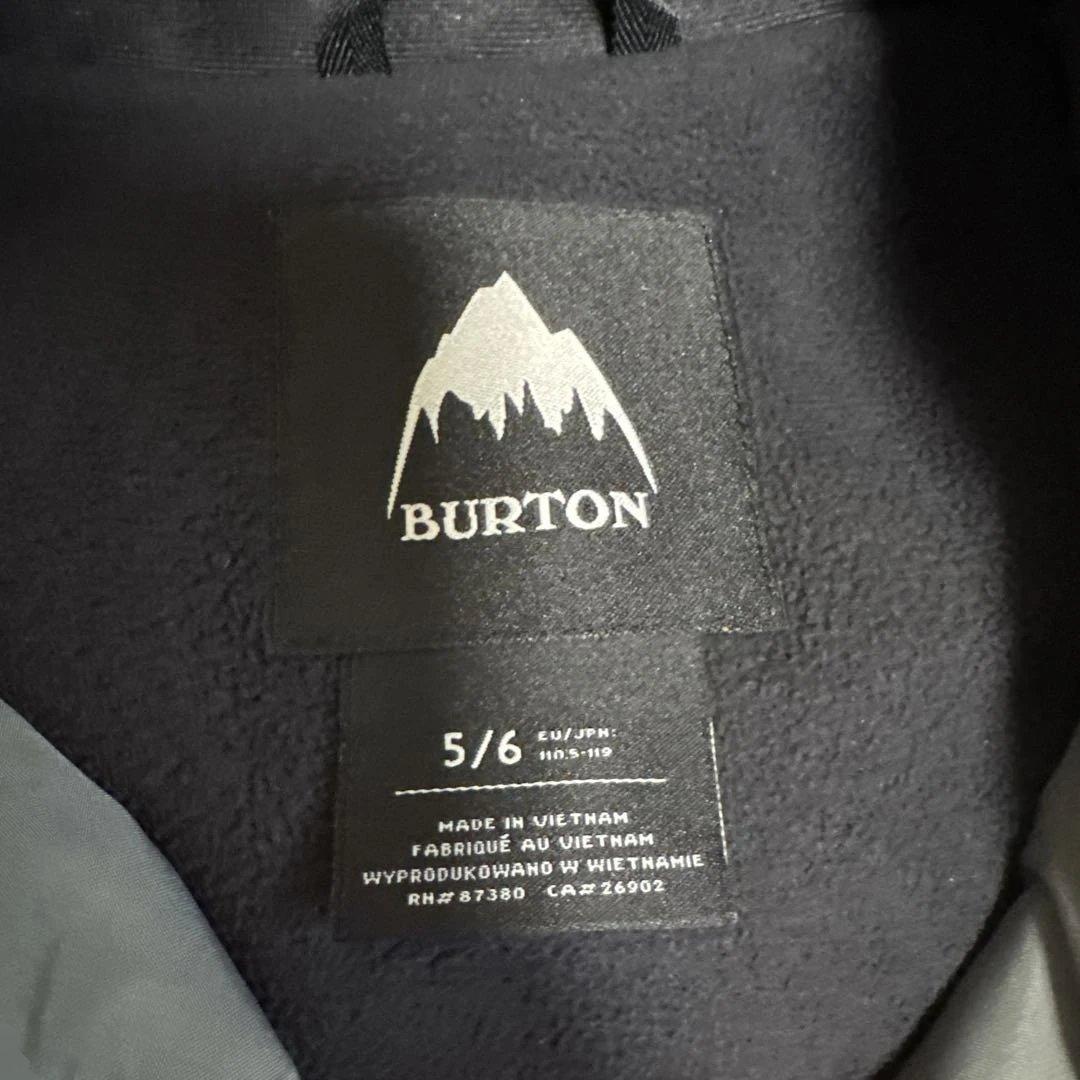 BURTON
5/6
EU/JPN:
110.5-119
MADE IN VIETNAM
FABRIQUÉ AU VIETNAM
WYPRODUKOWANO W WIETNAMIE
RN# 87380 CA# 26902